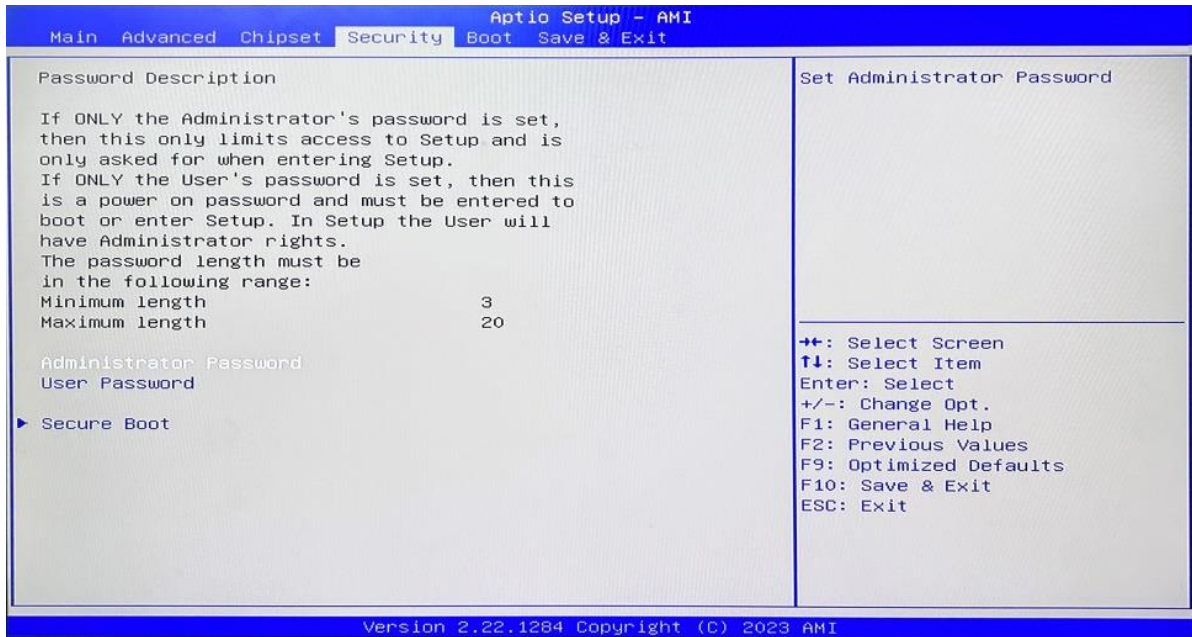 Aptio Setup - AMI
Main Advanced Chipset Security Boot Save & Exit
Password Description
If ONLY the Administrator's password is set,
then this only limits access to Setup and is
only asked for when entering Setup.
If ONLY the User's password is set, then this
is a power on password and must be entered to
boot or enter Setup. In Setup the User will
have Administrator rights.
The password length must be
in the following range:
Minimum length 3
Maximum length 20
Administrator Password
User Password
► Secure Boot
Set Administrator Password
→←: Select Screen
↑↓: Select Item
Enter: Select
+/-: Change Opt.
F1: General Help
F2: Previous Values
F9: Optimized Defaults
F10: Save & Exit
ESC: Exit
Version 2.22.1284 Copyright (C) 2023 AMI